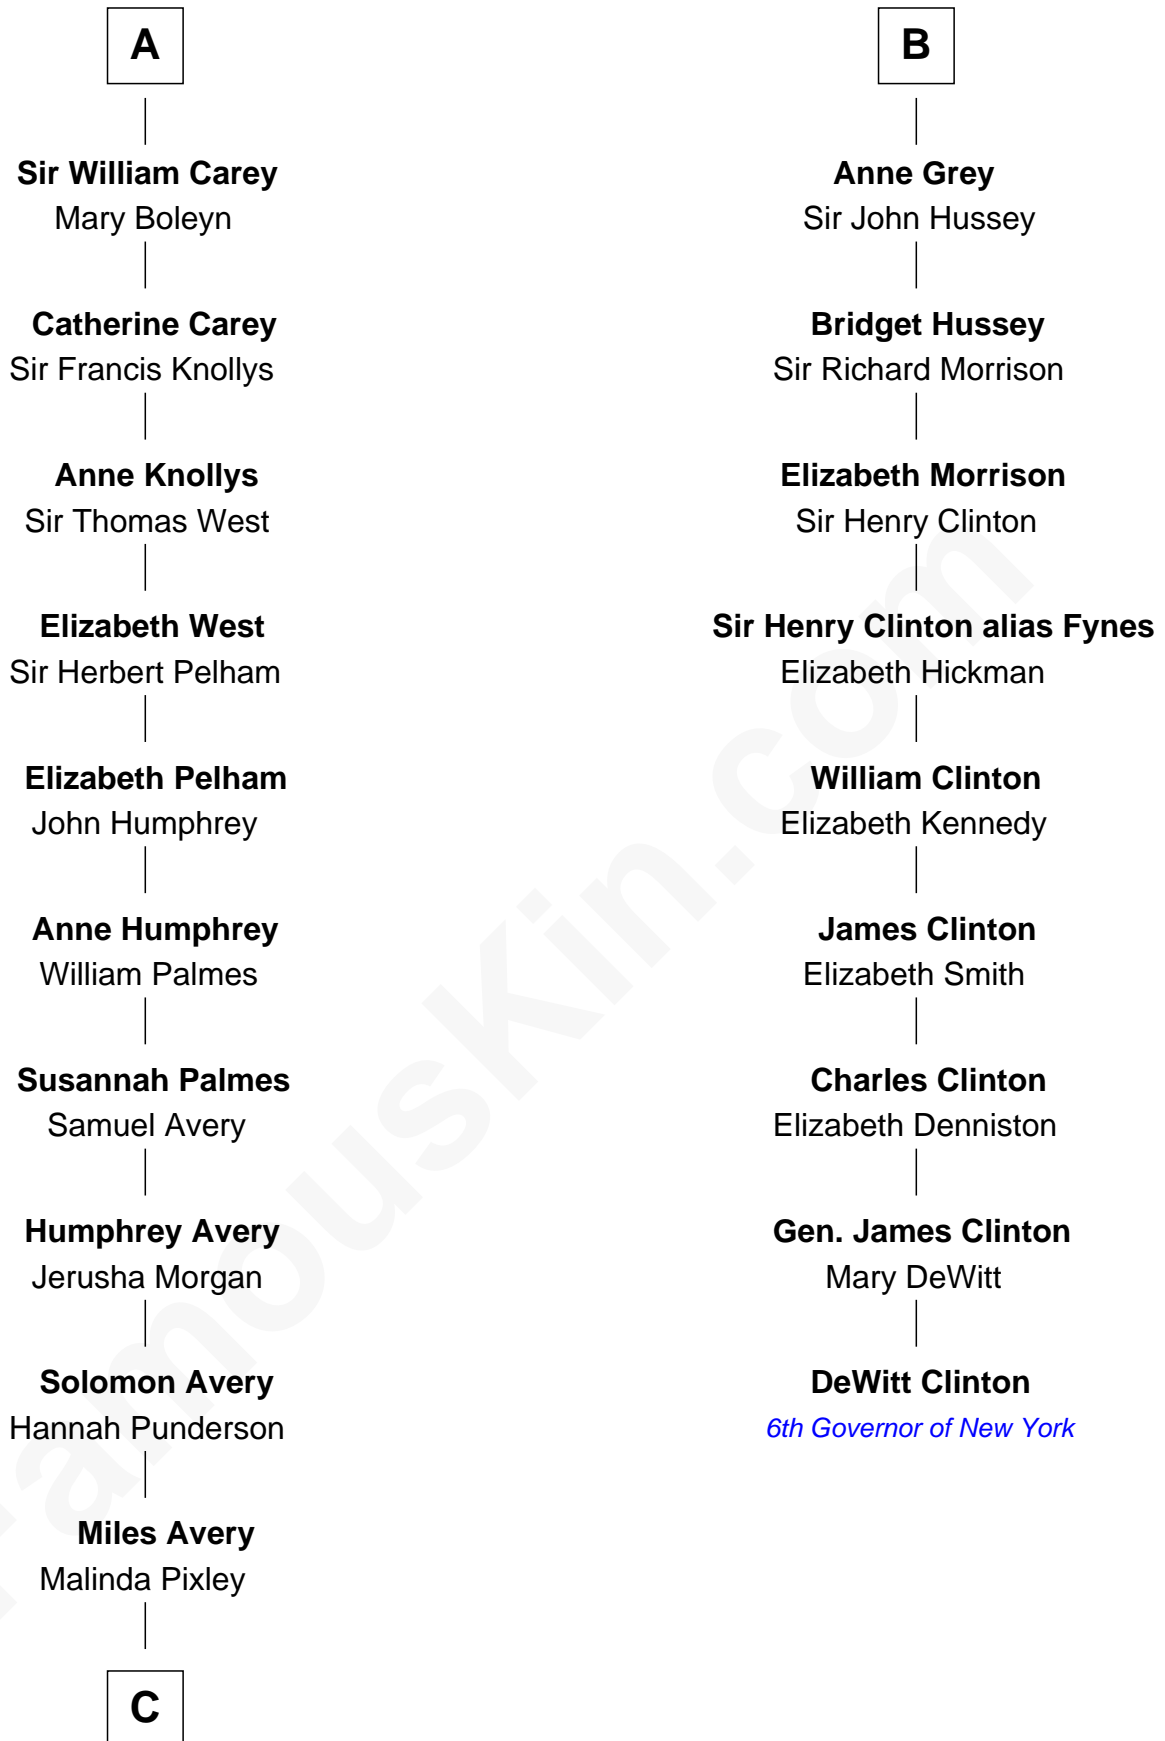 A
Sir William Carey
Mary Boleyn
Catherine Carey
Sir Francis Knollys
Anne Knollys
Sir Thomas West
Elizabeth West
Sir Herbert Pelham
Elizabeth Pelham
John Humphrey
Anne Humphrey
William Palmes
Susannah Palmes
Samuel Avery
Humphrey Avery
Jerusha Morgan
Solomon Avery
Hannah Punderson
Miles Avery
Malinda Pixley
C
B
Anne Grey
Sir John Hussey
Bridget Hussey
Sir Richard Morrison
Elizabeth Morrison
Sir Henry Clinton
Sir Henry Clinton alias Fynes
Elizabeth Hickman
William Clinton
Elizabeth Kennedy
James Clinton
Elizabeth Smith
Charles Clinton
Elizabeth Denniston
Gen. James Clinton
Mary DeWitt
DeWitt Clinton
6th Governor of New York
FamousKin.com